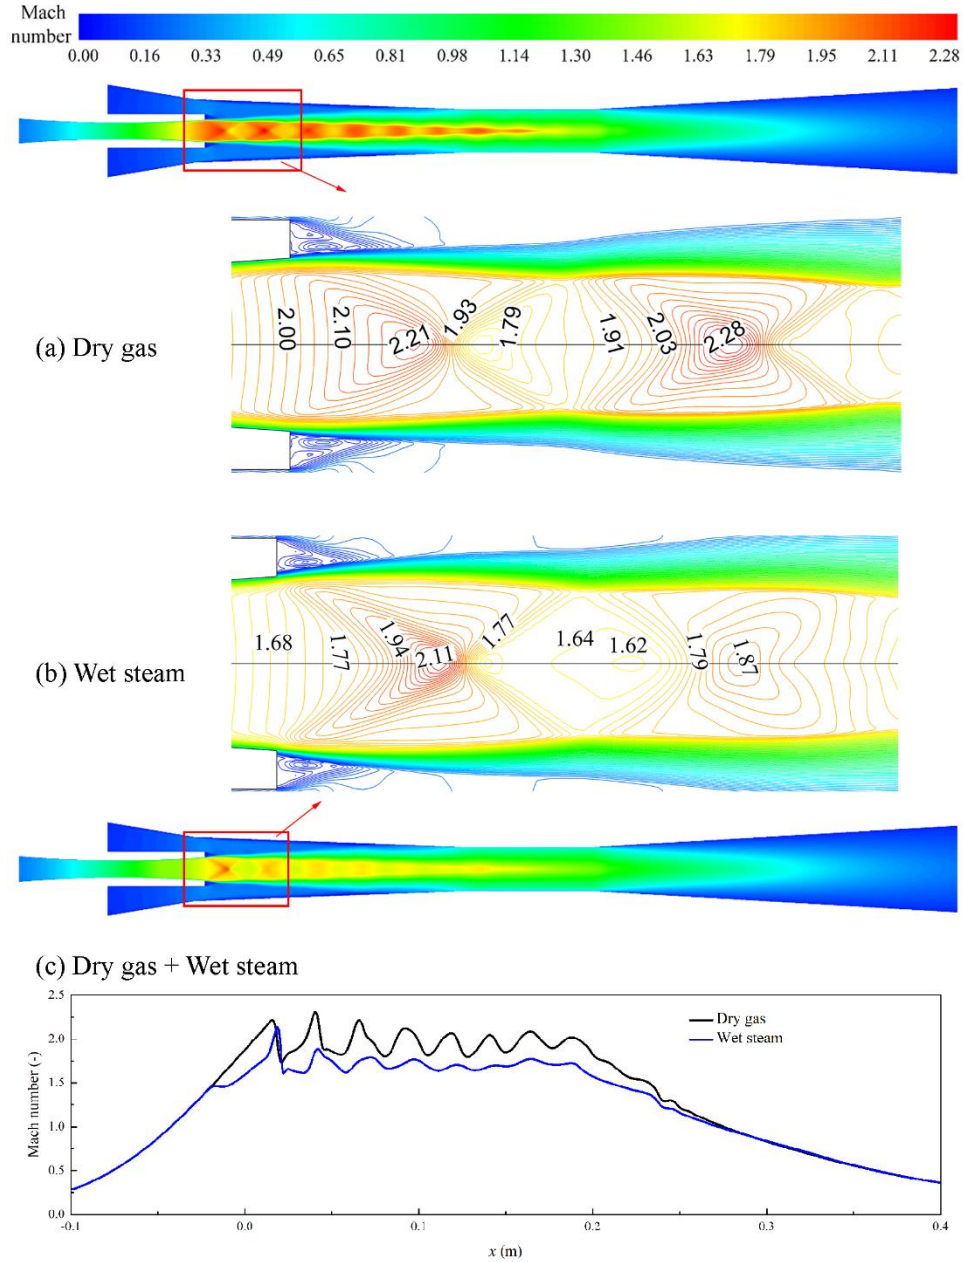 Mach
number
0.00 0.16 0.33 0.49 0.65 0.81 0.98 1.14 1.30 1.46 1.63 1.79 1.95 2.11 2.28
(a) Dry gas
2.00 2.10 2.21 1.93 1.79 1.91 2.03 2.28
(b) Wet steam
1.68 1.77 1.94 2.11 1.77 1.64 1.62 1.79 1.87
(c) Dry gas + Wet steam
2.5
2.0
1.5
1.0
0.5
0.0
Mach number (-)
Dry gas
Wet steam
-0.1 0.0 0.1 0.2 0.3 0.4
x (m)